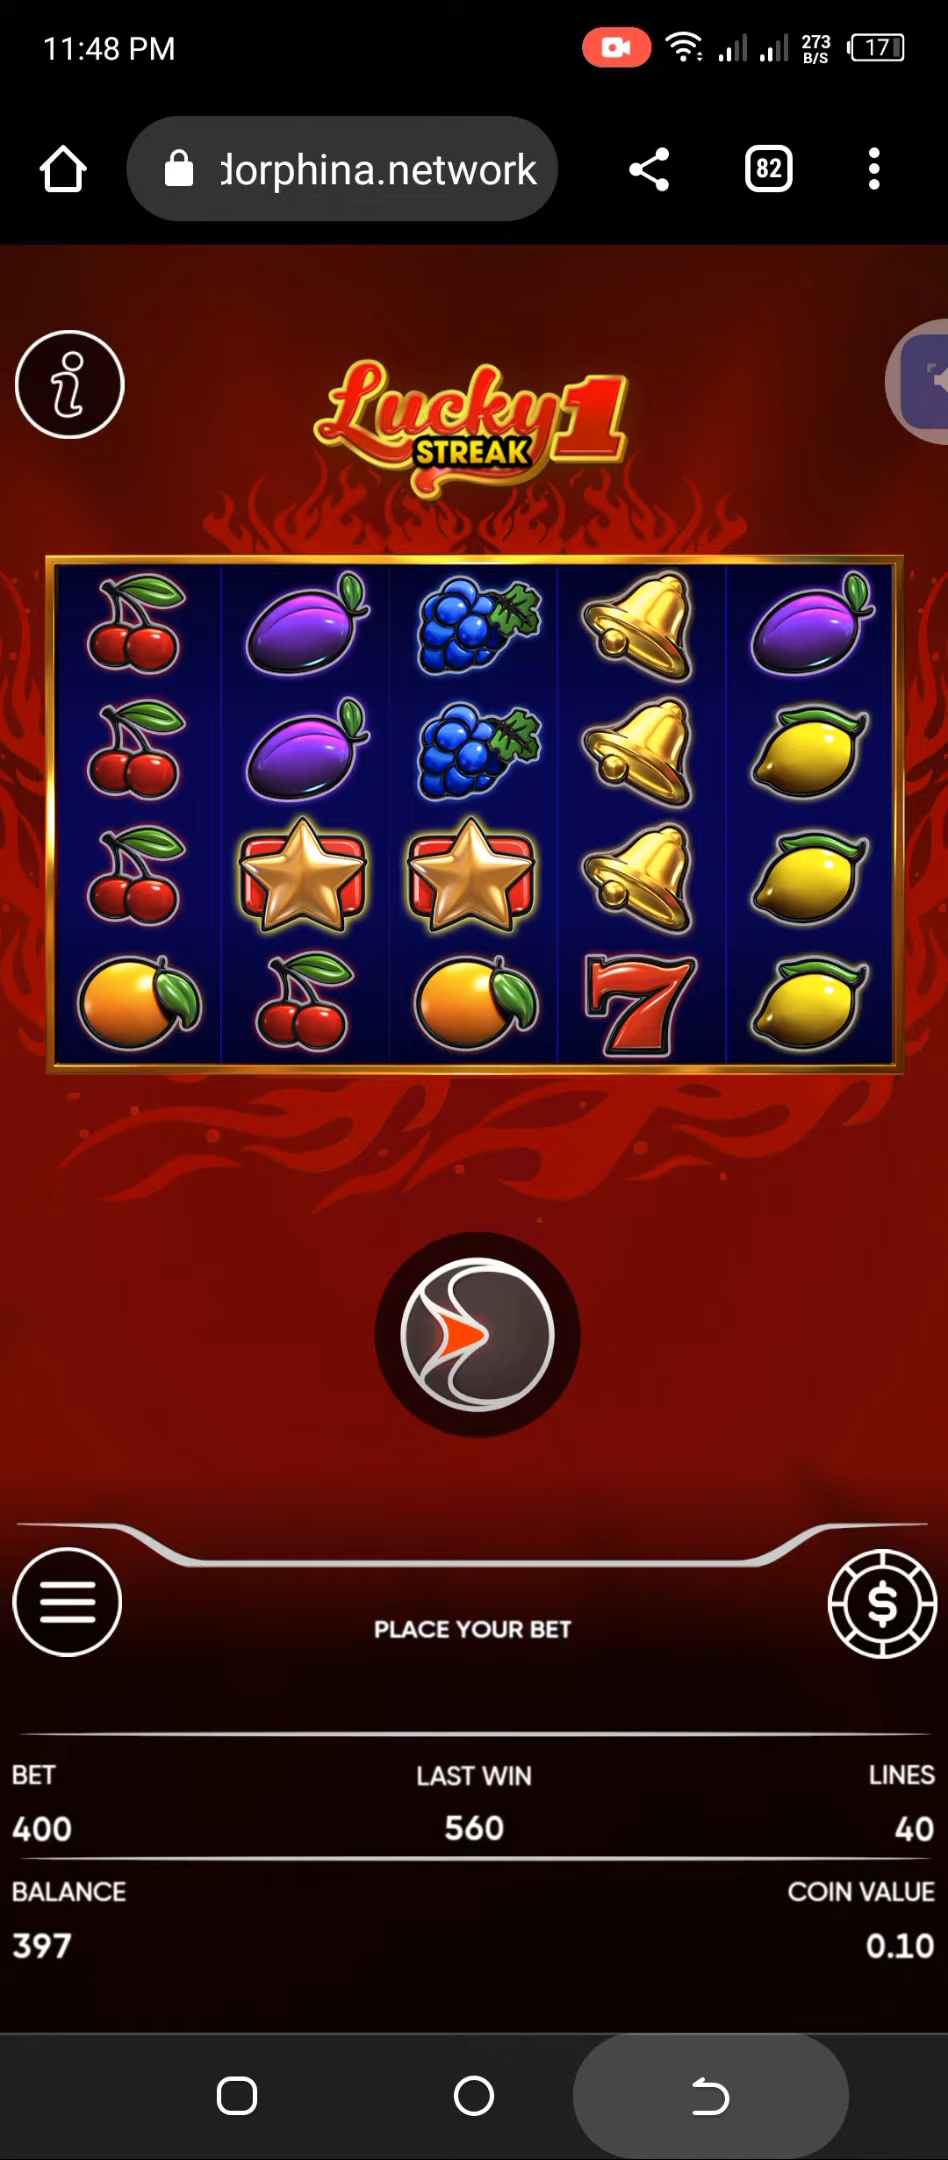 11:48 PM
273
B/S
17
dorphina.network
82
Lucky 1
STREAK
7
PLACE YOUR BET
BET
LAST WIN
LINES
400
560
40
BALANCE
COIN VALUE
397
0.10